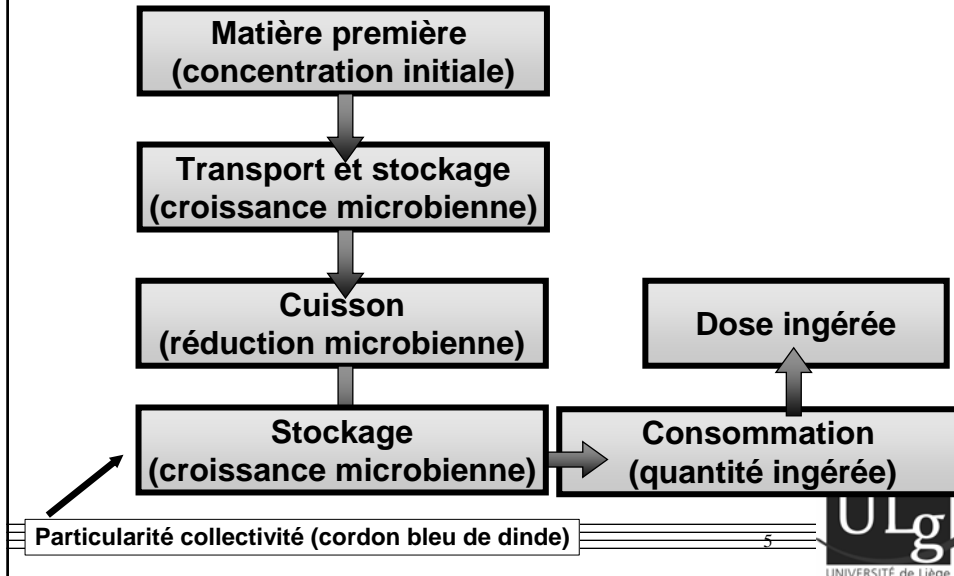 Matière première
(concentration initiale)
Transport et stockage
(croissance microbienne)
Cuisson
(réduction microbienne)
Dose ingérée
Stockage
(croissance microbienne)
Consommation
(quantité ingérée)
Particularité collectivité (cordon bleu de dinde)
5
ULg
UNIVERSITÉ de Liège